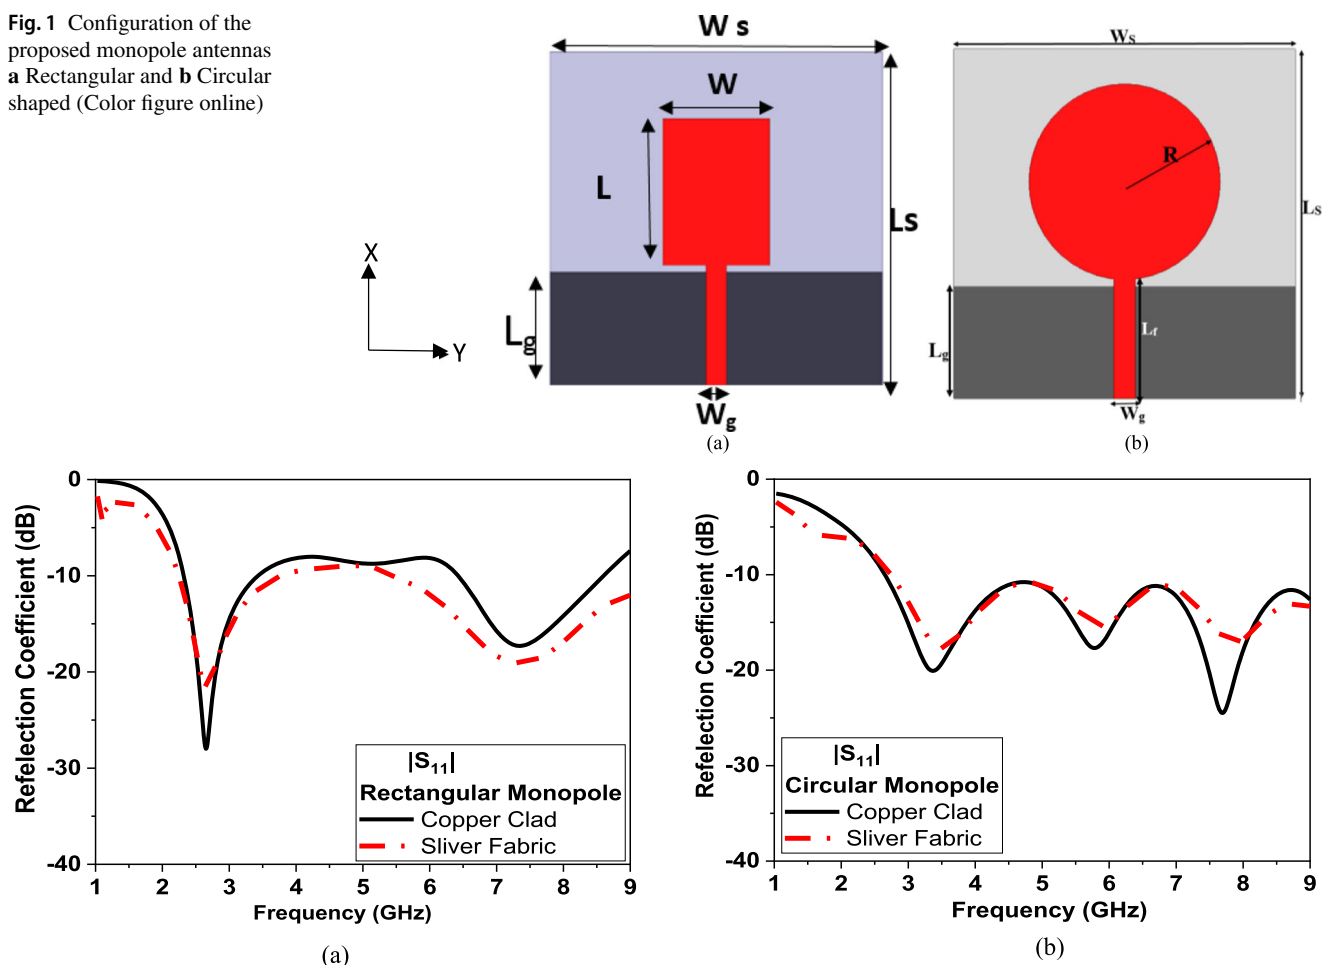 Fig. 1 Configuration of the
proposed monopole antennas
a Rectangular and b Circular
shaped (Color figure online)
X
Y
W s
W
L
Ls
Lg
Wg
(a)
Ws
R
Ls
Lf
Lg
Wg
(b)
Refelection Coefficient (dB)
0
-10
-20
-30
-40
|S11|
Rectangular Monopole
Copper Clad
Sliver Fabric
1 2 3 4 5 6 7 8 9
Frequency (GHz)
(a)
Refelection Coefficient (dB)
0
-10
-20
-30
-40
|S11|
Circular Monopole
Copper Clad
Sliver Fabric
1 2 3 4 5 6 7 8 9
Frequency (GHz)
(b)